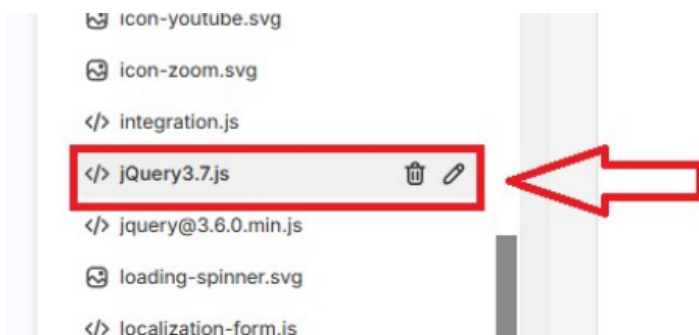 icon-youtube.svg
icon-zoom.svg
</> integration.js
</> jQuery3.7.js
</> jquery@3.6.0.min.js
loading-spinner.svg
</> localization-form.js